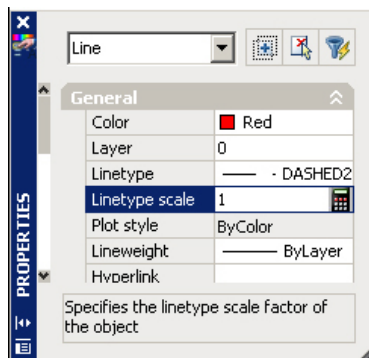 Line
General
Color Red
Layer 0
Linetype - DASHED2
Linetype scale 1
Plot style ByColor
Lineweight ByLayer
Hyperlink
Specifies the linetype scale factor of
the object
PROPERTIES